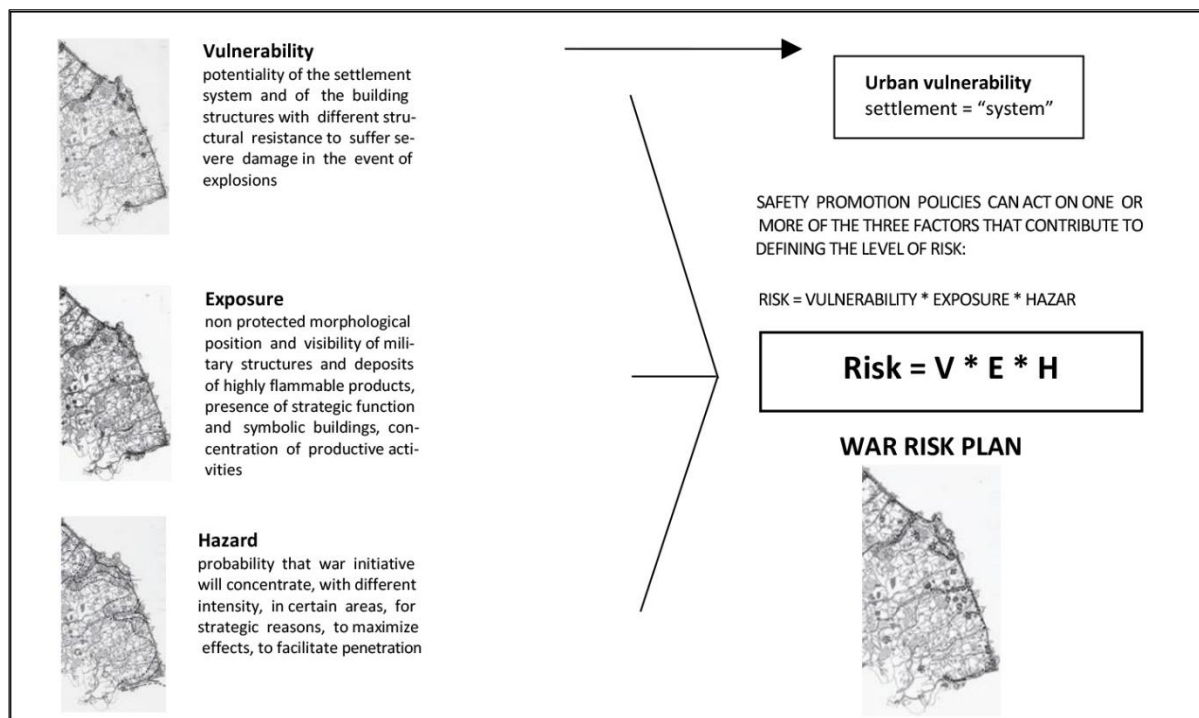 Vulnerability
potentiality of the settlement
system and of the building
structures with different stru-
ctural resistance to suffer se-
vere damage in the event of
explosions
Exposure
non protected morphological
position and visibility of mili-
tary structures and deposits
of highly flammable products,
presence of strategic function
and symbolic buildings, con-
centration of productive acti-
vities
Hazard
probability that war initiative
will concentrate, with different
intensity, in certain areas, for
strategic reasons, to maximize
effects, to facilitate penetration
Urban vulnerability
settlement = “system”
SAFETY PROMOTION POLICIES CAN ACT ON ONE OR
MORE OF THE THREE FACTORS THAT CONTRIBUTE TO
DEFINING THE LEVEL OF RISK:
RISK = VULNERABILITY * EXPOSURE * HAZAR
Risk = V * E * H
WAR RISK PLAN